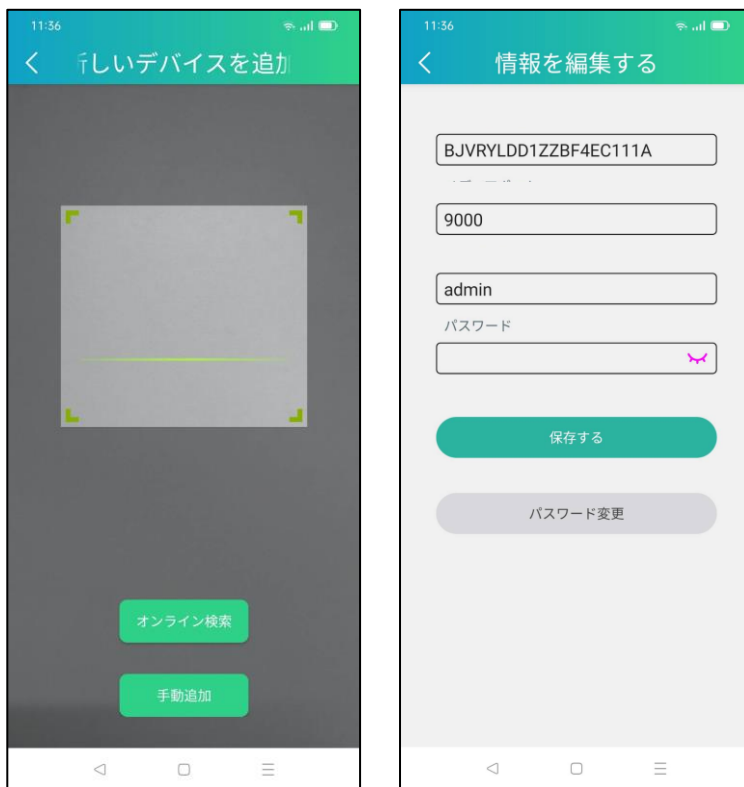 11:36
しいデバイスを追加
オンライン検索
手動追加
11:36
情報を編集する
BJVRYLDD1ZZBF4EC111A
9000
admin
パスワード
保存する
パスワード変更